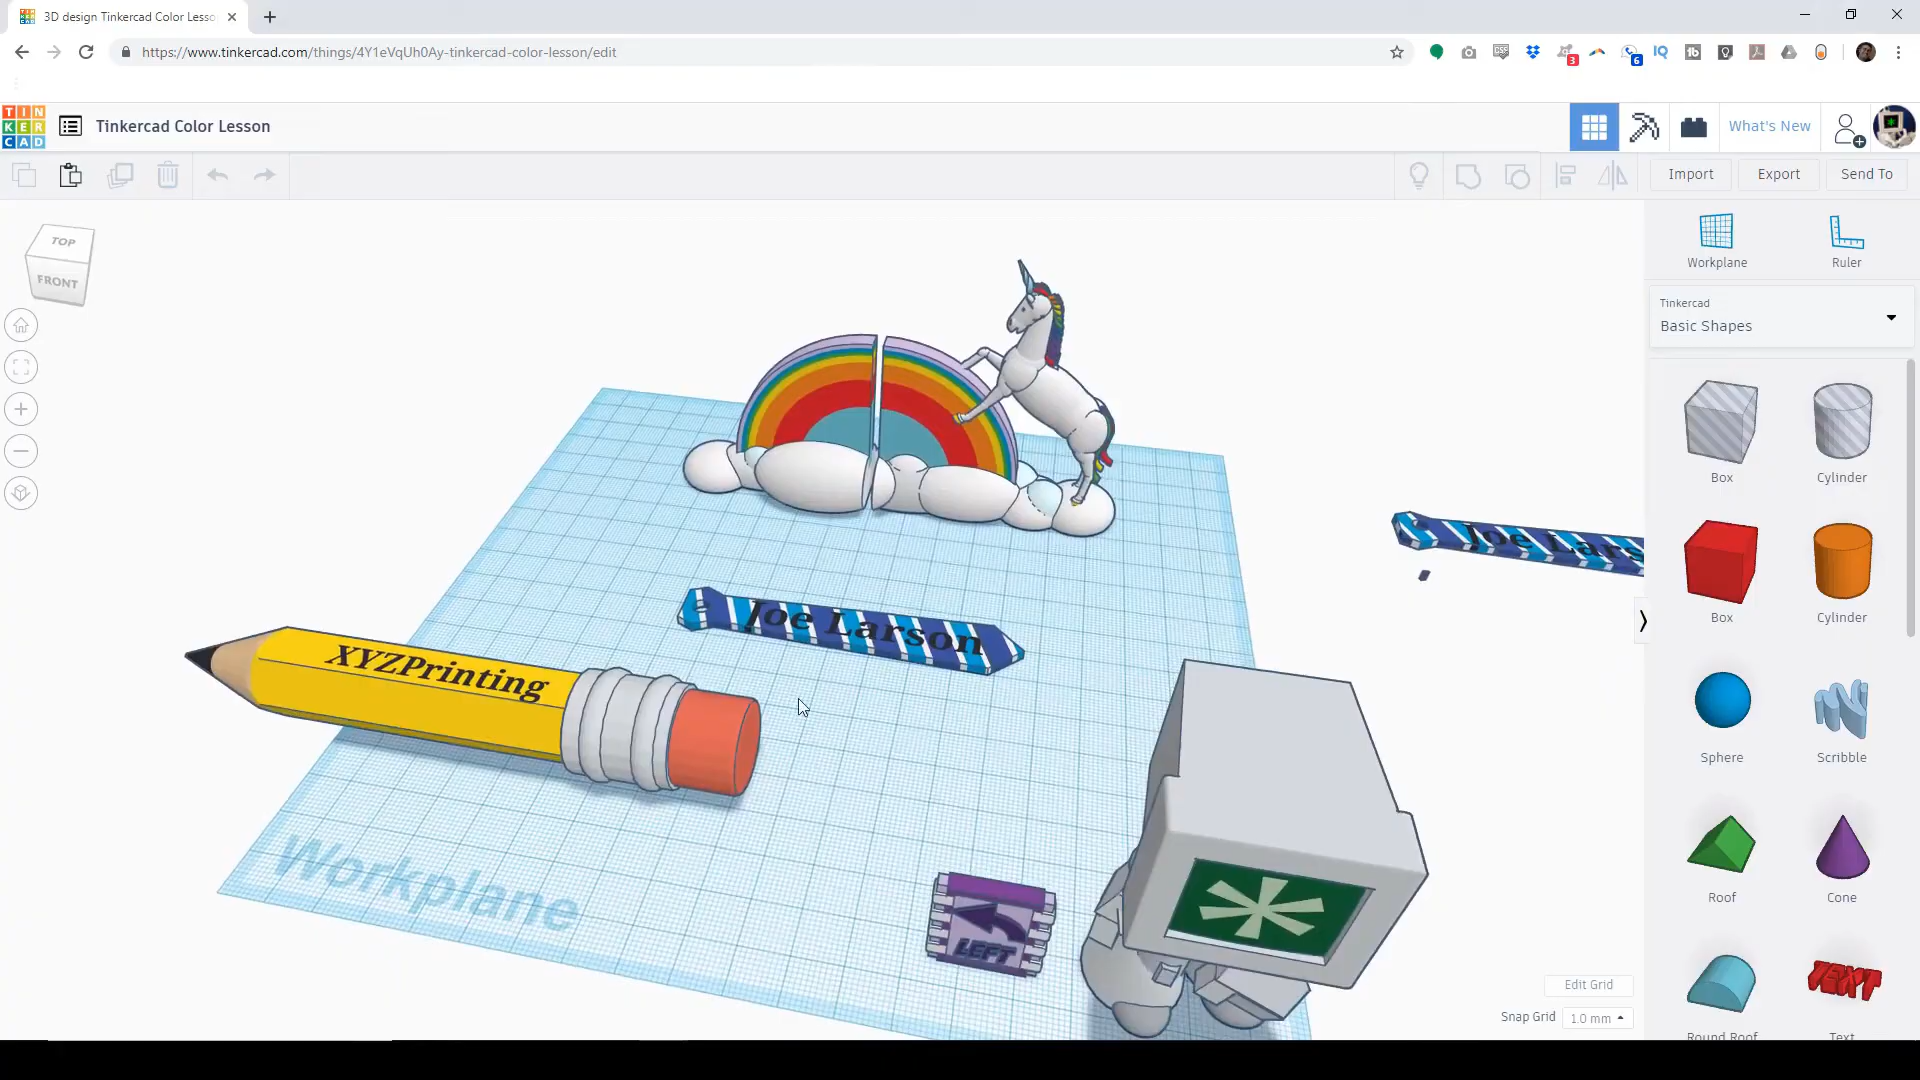 3D design Tinkercad Color Lesso
https://www.tinkercad.com/things/4Y1eVqUh0Ay-tinkercad-color-lesson/edit
3
6
TIN
KER
CAD
Tinkercad Color Lesson
What's New
Import
Export
Send To
TOP
FRONT
Workplane
Ruler
Tinkercad
Basic Shapes
Box
Cylinder
Box
Cylinder
Sphere
Scribble
Roof
Cone
TEXT
Round Roof
Text
Joe Lars
Joe Larson
XYZPrinting
Workplane
LEFT
Edit Grid
Snap Grid
1.0 mm